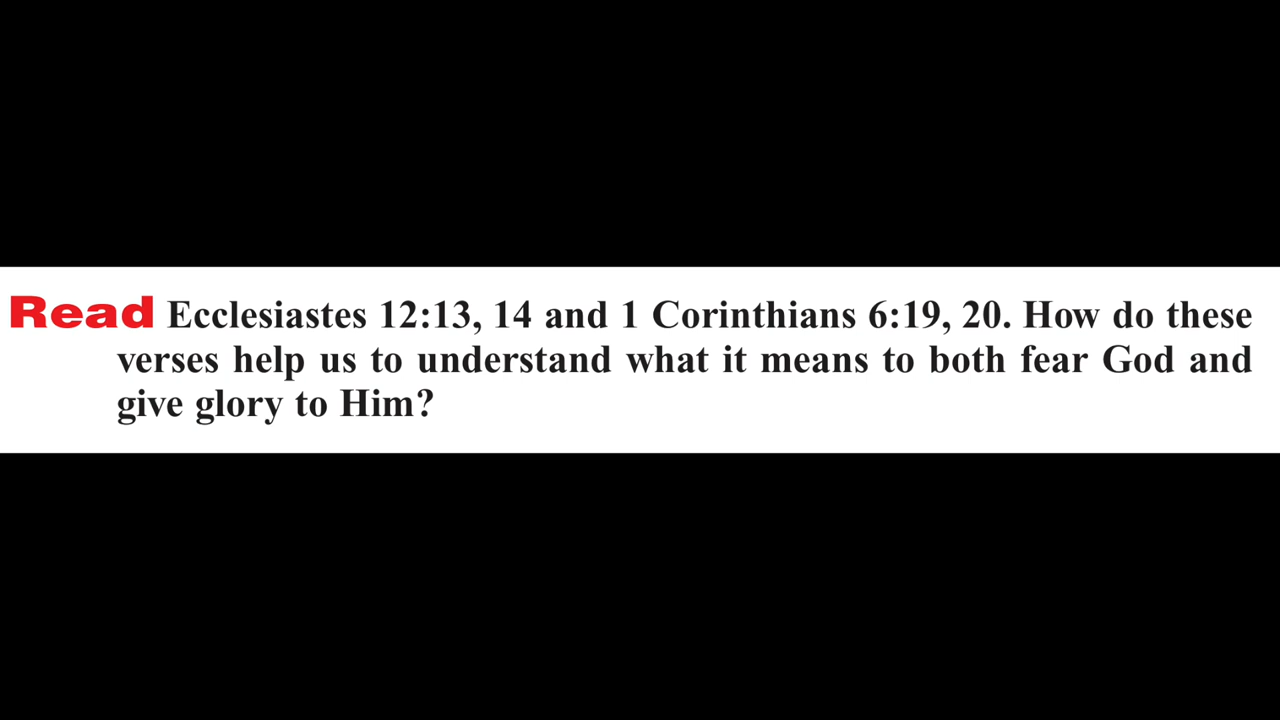 Read Ecclesiastes 12:13, 14 and 1 Corinthians 6:19, 20. How do these
verses help us to understand what it means to both fear God and
give glory to Him?